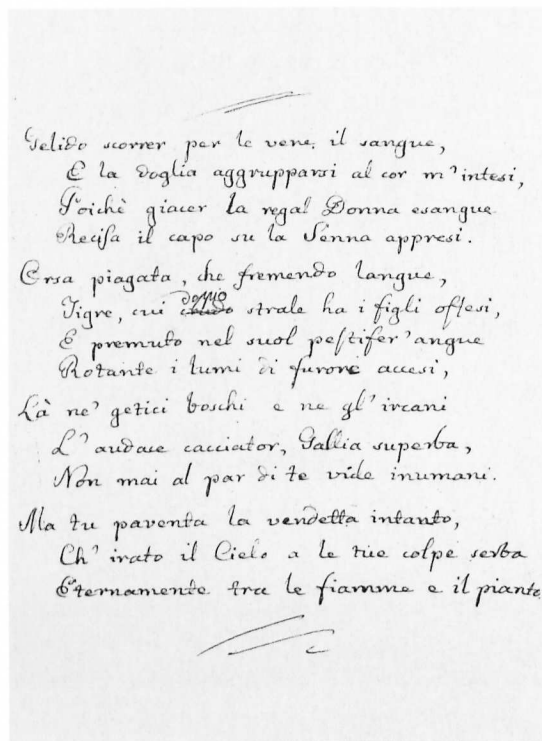 Gelido scorrer per le vene il sangue,
E la doglia aggrupparsi al cor m'intesi,
Poichè giacer la regal Donna esangue
Recisa il capo su la Senna appresi.
Orsa piagata, che fremendo langue,
doppio
Tigre, cui strale ha i figli offesi,
E premuto nel suol pestifer'angue
Rotante i lumi di furore accesi,
Là ne' getici boschi e ne gl'ircani
L'audace cacciator, Gallia superba,
Non mai al par di te vide inumani.
Ma tu paventa la vendetta intanto,
Ch'irato il Cielo a le tue colpe serba
Eternamente tra le fiamme e il pianto